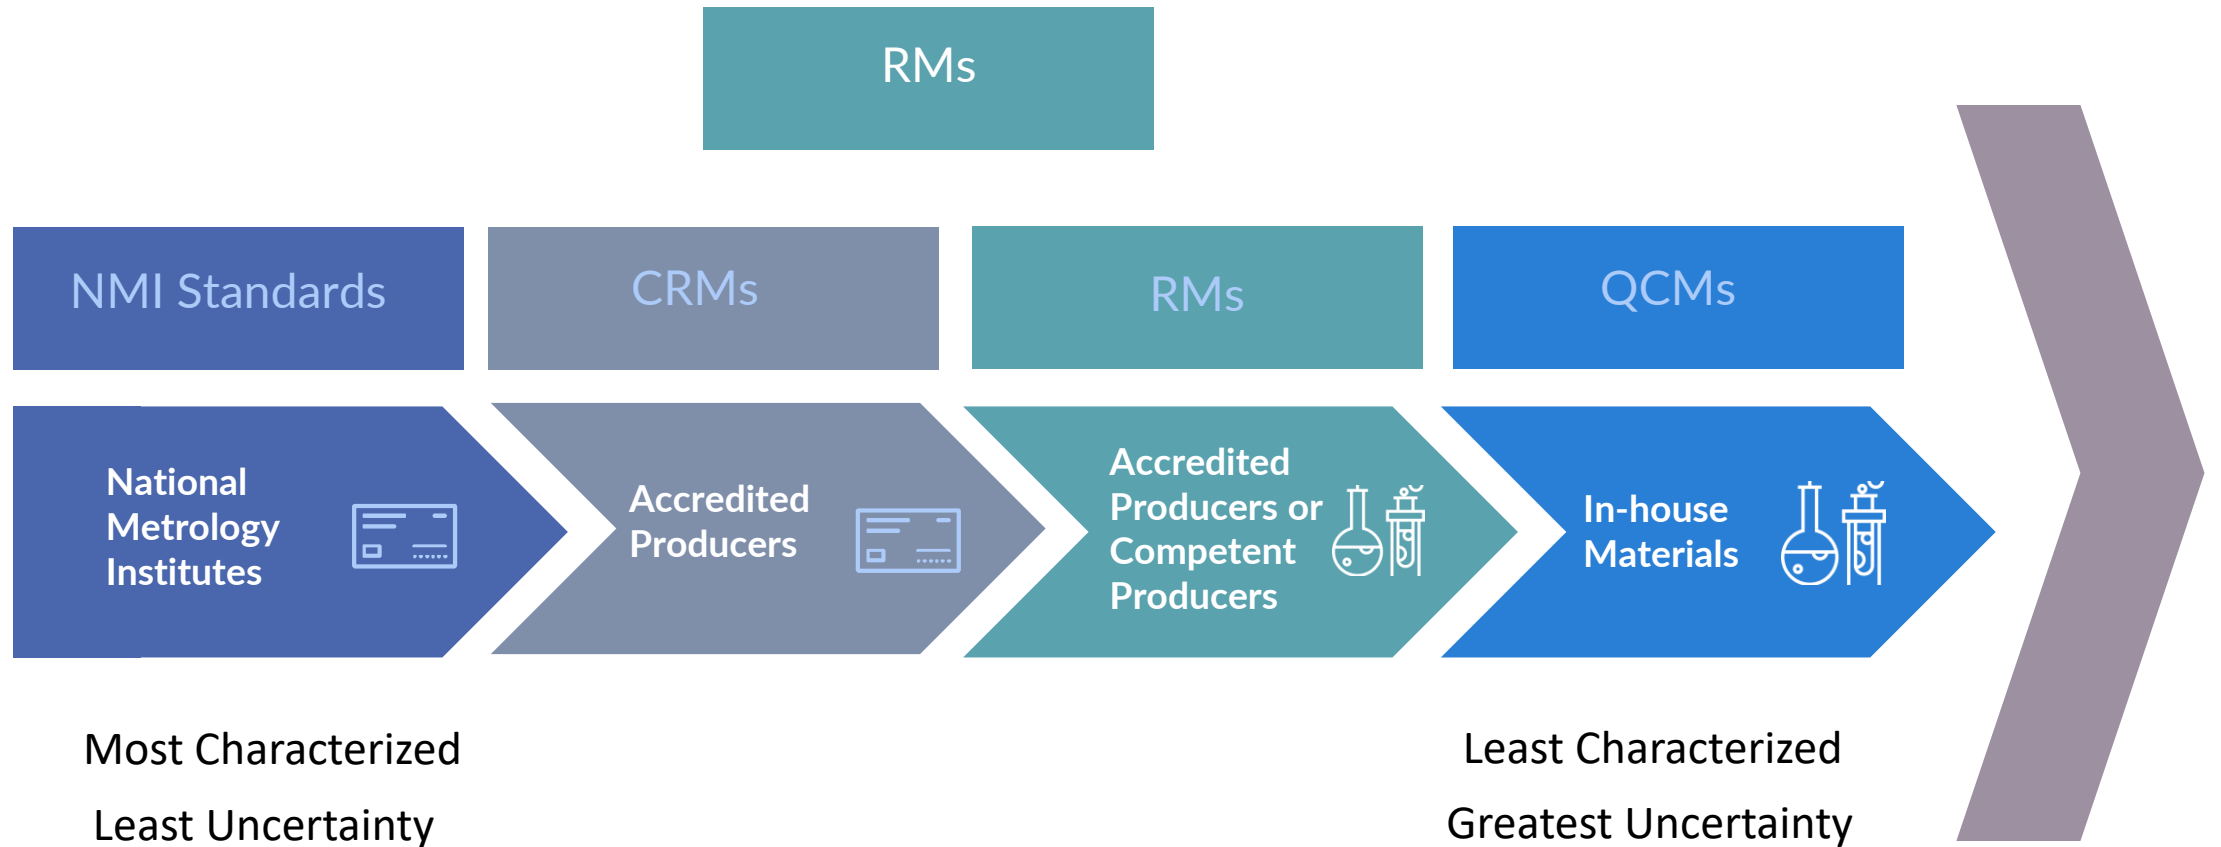 RMs
NMI Standards
CRMs
RMs
QCMs
National
Metrology
Institutes
Accredited
Producers
Accredited
Producers or
Competent
Producers
In-house
Materials
Most Characterized
Least Uncertainty
Least Characterized
Greatest Uncertainty